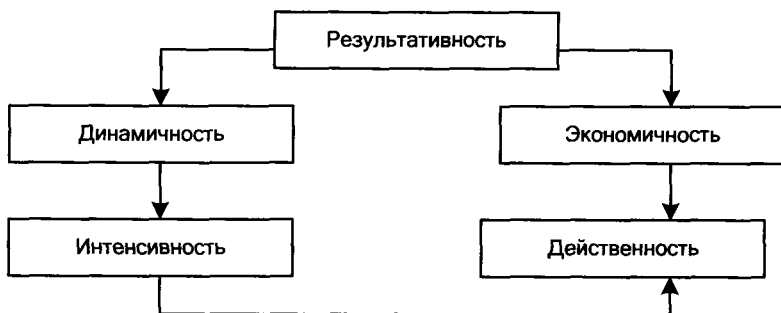 Результативность
Динамичность
Экономичность
Интенсивность
Действенность